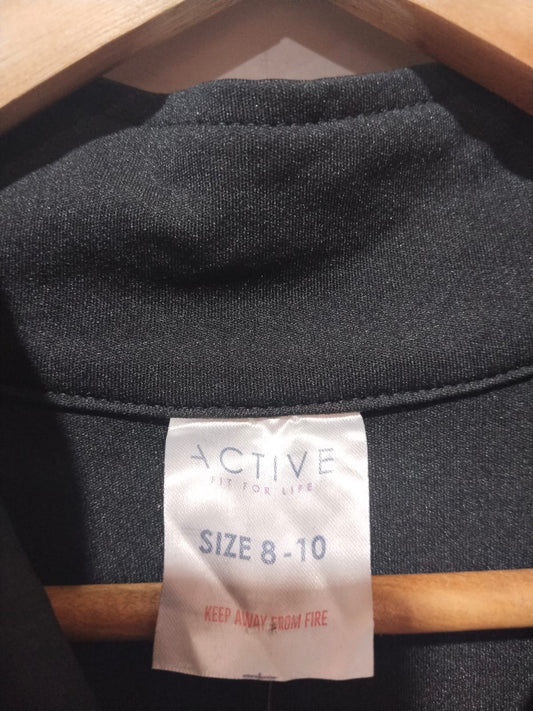 ACTIVE
FIT FOR LIFE
SIZE 8 - 10
KEEP AWAY FROM FIRE